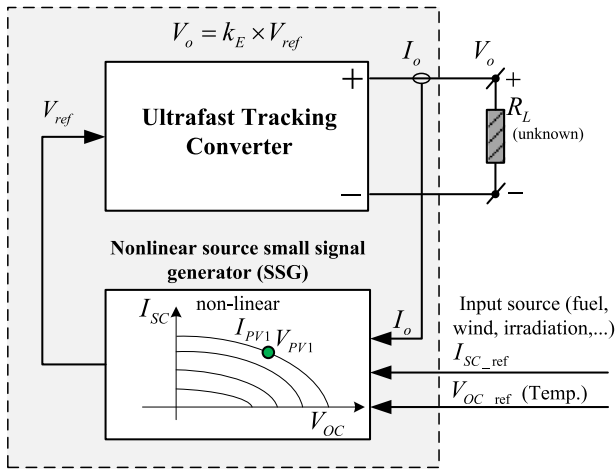 V_o = k_E × V_ref
I_o
V_o
+
+
V_ref
Ultrafast Tracking
Converter
R_L
(unknown)
−
−
Nonlinear source small signal
generator (SSG)
I_SC
non-linear
I_PV1
V_PV1
V_OC
I_o
Input source (fuel,
wind, irradiation,...)
I_SC_ref
V_OC_ref (Temp.)